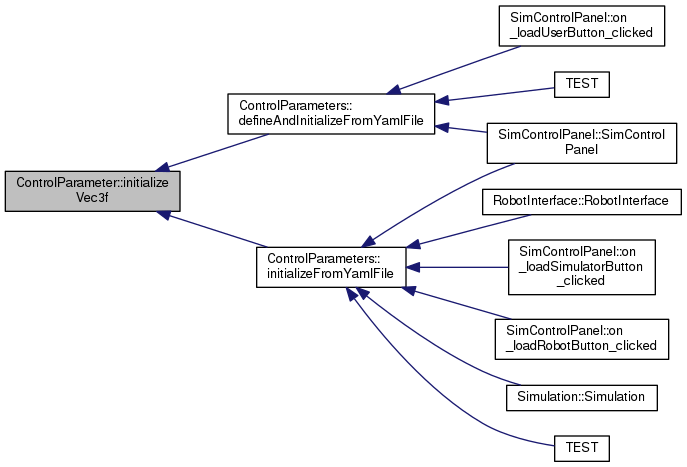 SimControlPanel::on
_loadUserButton_clicked
TEST
ControlParameters::
defineAndInitializeFromYamlFile
SimControlPanel::SimControl
Panel
ControlParameter::initialize
Vec3f
RobotInterface::RobotInterface
ControlParameters::
initializeFromYamlFile
SimControlPanel::on
_loadSimulatorButton
_clicked
SimControlPanel::on
_loadRobotButton_clicked
Simulation::Simulation
TEST